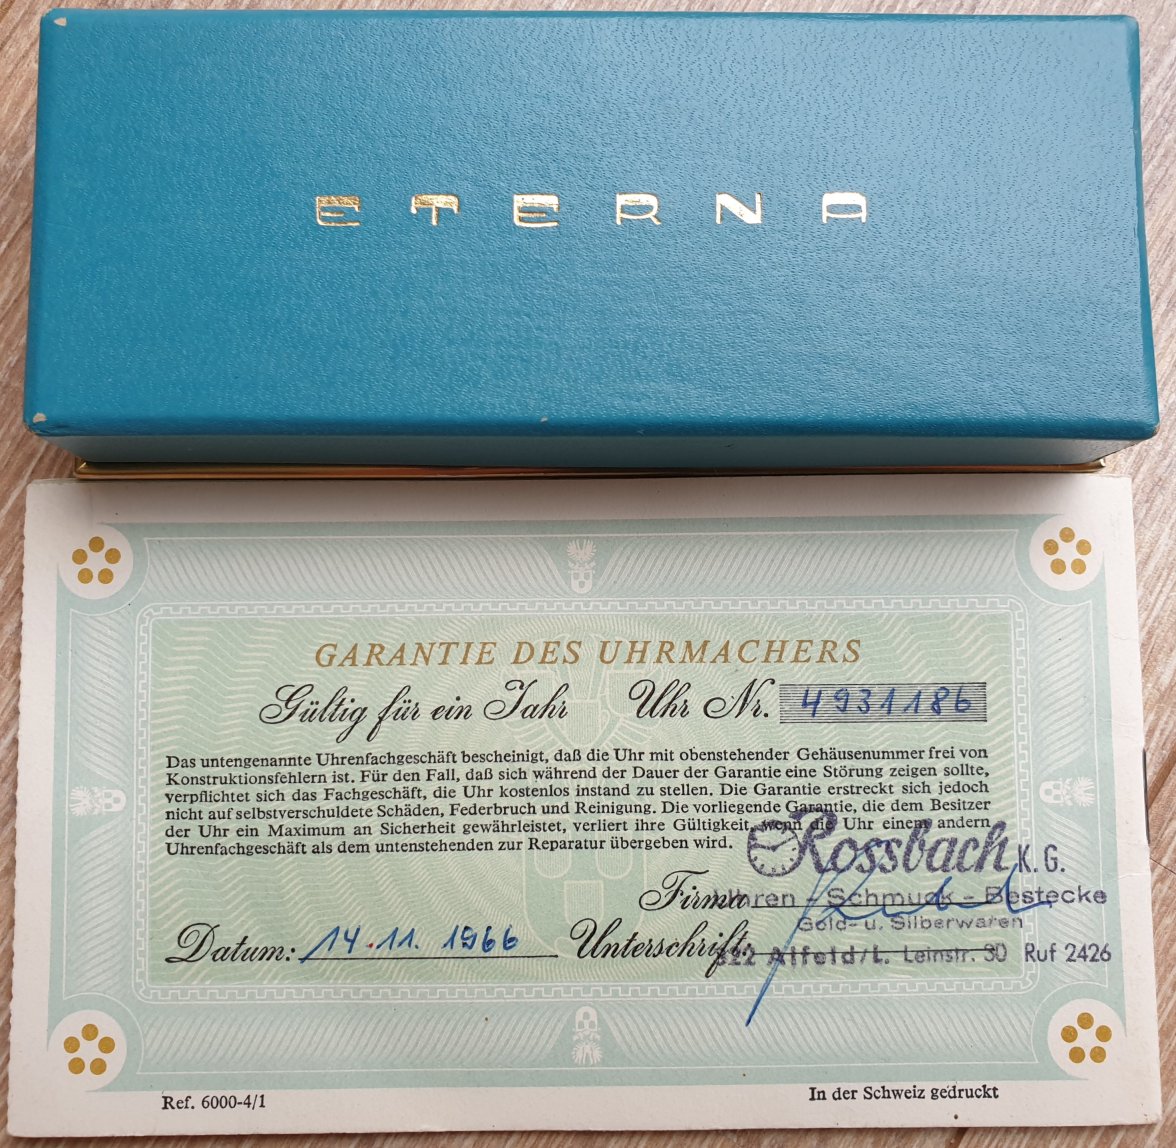 ETERNA
GARANTIE DES UHRMACHERS
Gültig für ein Jahr Uhr Nr. 4931186
Das untengenannte Uhrenfachgeschäft bescheinigt, daß die Uhr mit obenstehender Gehäusenummer frei von
Konstruktionsfehlern ist. Für den Fall, daß sich während der Dauer der Garantie eine Störung zeigen sollte,
verpflichtet sich das Fachgeschäft, die Uhr kostenlos instand zu stellen. Die Garantie erstreckt sich jedoch
nicht auf selbstverschuldete Schäden, Federbruch und Reinigung. Die vorliegende Garantie, die dem Besitzer
der Uhr ein Maximum an Sicherheit gewährleistet, verliert ihre Gültigkeit, wenn die Uhr einem andern
Uhrenfachgeschäft als dem untenstehenden zur Reparatur übergeben wird.
Rossbach K.G.
Firma Uhren - Schmuck - Bestecke
Gold- u. Silberwaren
Datum: 14.11.1966 Unterschrift:
322 Alfeld/L. Leinstr. 30 Ruf 2426
Ref. 6000-4/1
In der Schweiz gedruckt